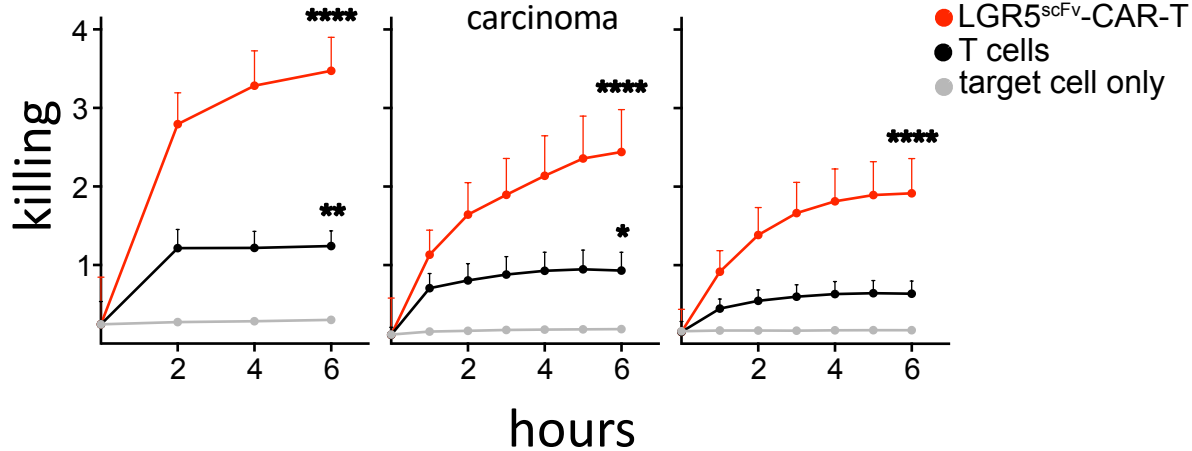 carcinoma
LGR5scFv-CAR-T
T cells
target cell only
killing
4
3
2
1
****
**
2 4 6
****
*
2 4 6
****
2 4 6
hours